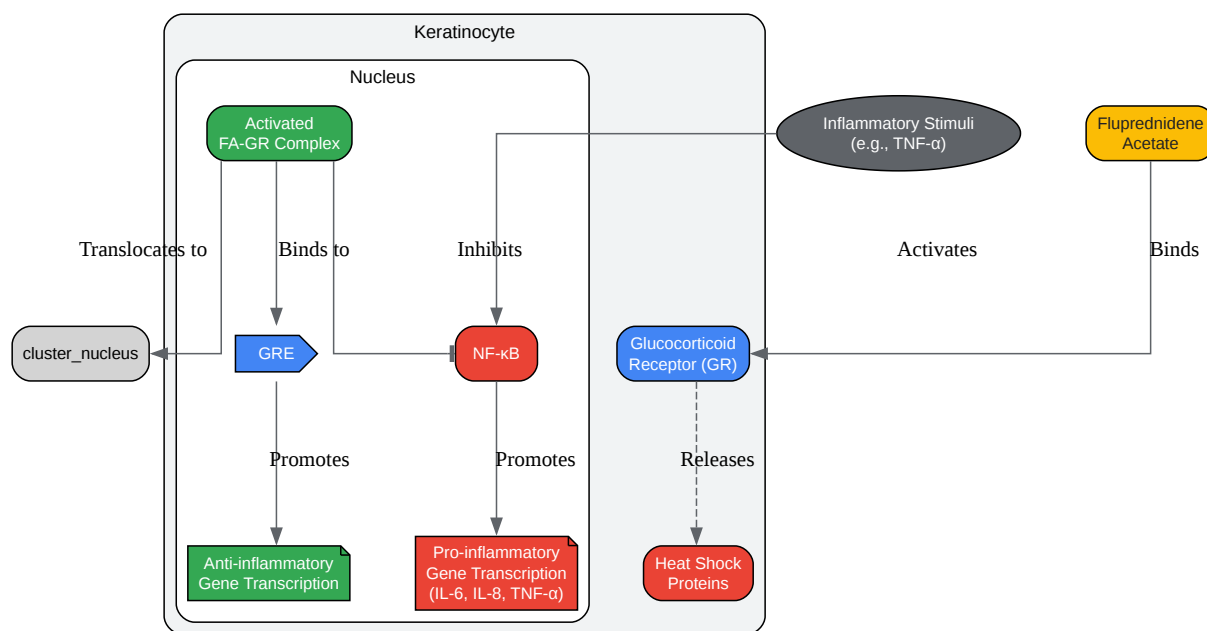 Keratinocyte
Nucleus
Activated
FA-GR Complex
Inflammatory Stimuli
(e.g., TNF-α)
Fluprednidene
Acetate
Translocates to
Binds to
Inhibits
Activates
Binds
cluster_nucleus
GRE
NF-κB
Glucocorticoid
Receptor (GR)
Promotes
Promotes
Releases
Anti-inflammatory
Gene Transcription
Pro-inflammatory
Gene Transcription
(IL-6, IL-8, TNF-α)
Heat Shock
Proteins